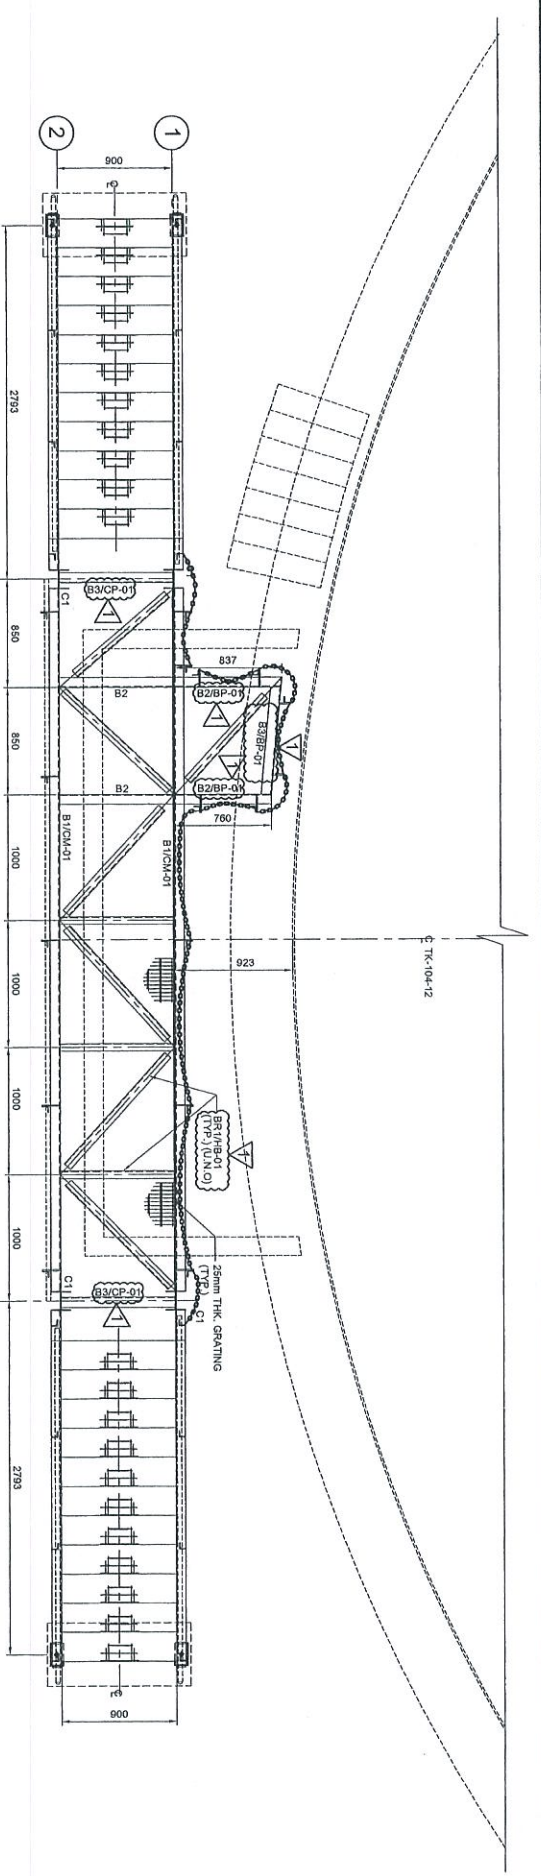 2
1
900
2793
C1
B3/CP-01
1
850
837
B2
B2/BP-01
1
B3/BP-01
1
850
1
B2
B2/BP-01
760
B1/CM-01
B1/CM-01
1000
923
C TK-104-12
1000
BR1/HB-01
(TYP.) (U.N.O)
1
1000
1000
25mm THK. GRATING
(TYP.)
C1
C1
B3/CP-01
1
2793
900